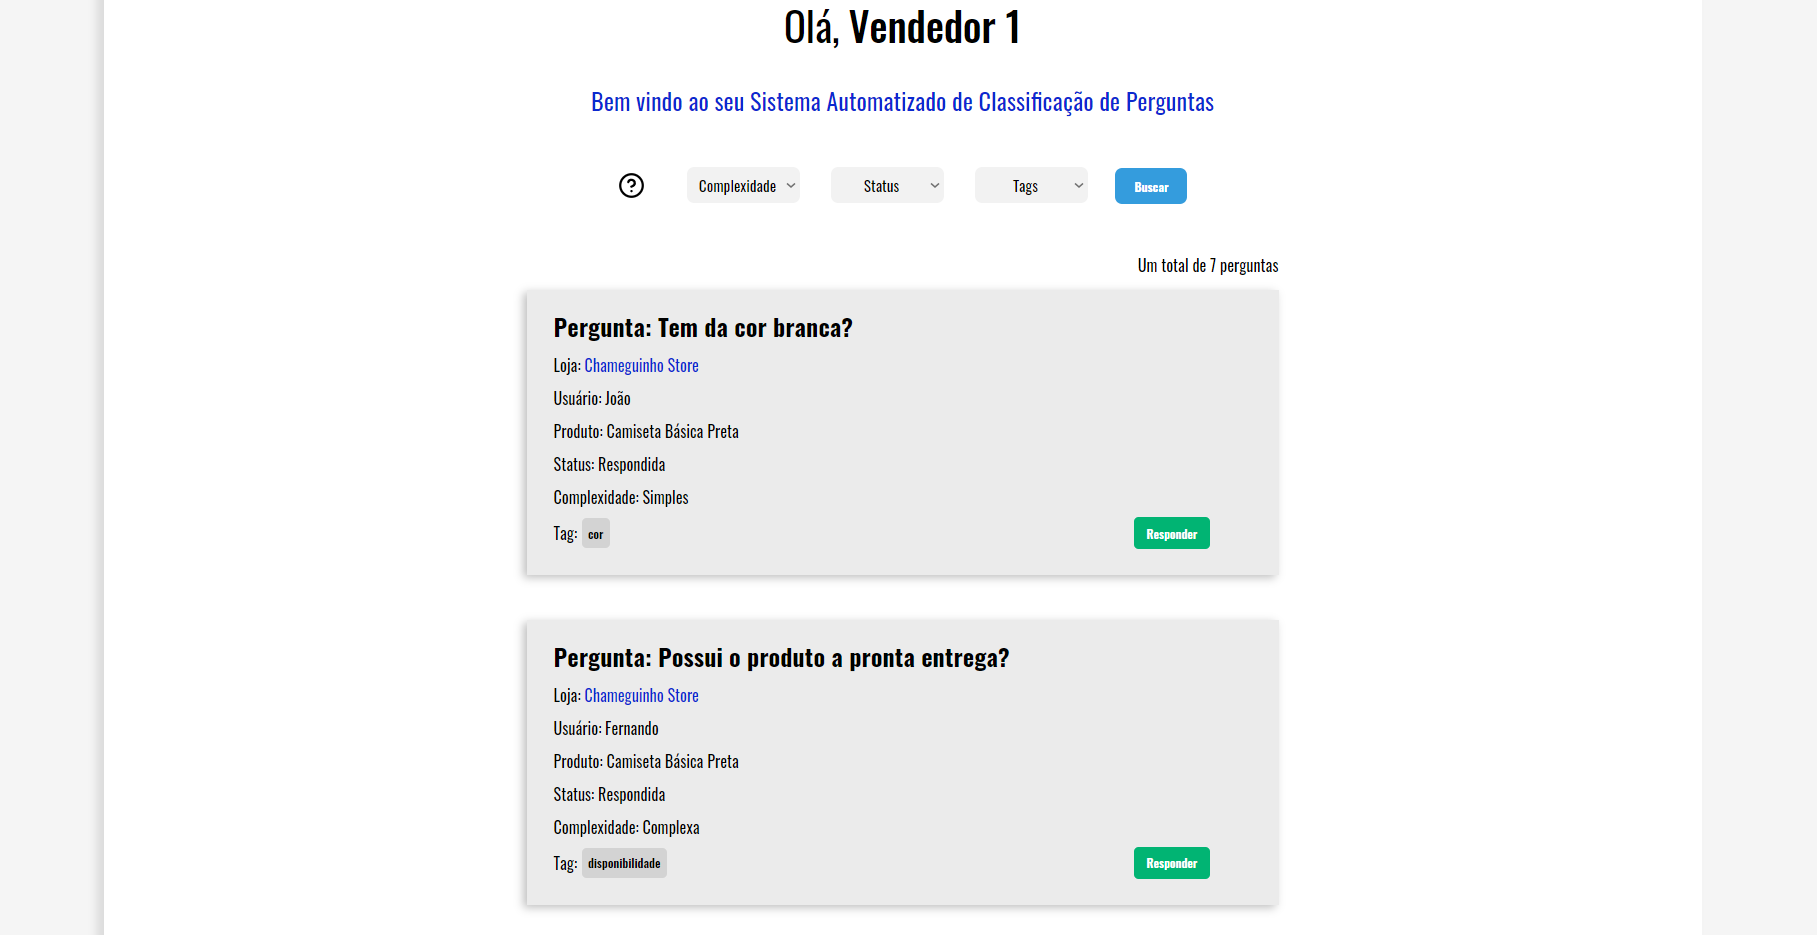 Olá, Vendedor 1
Bem vindo ao seu Sistema Automatizado de Classificação de Perguntas
Complexidade Status Tags Buscar
Um total de 7 perguntas
Pergunta: Tem da cor branca?
Loja: Chameguinho Store
Usuário: João
Produto: Camiseta Básica Preta
Status: Respondida
Complexidade: Simples
Tag: cor Responder
Pergunta: Possui o produto a pronta entrega?
Loja: Chameguinho Store
Usuário: Fernando
Produto: Camiseta Básica Preta
Status: Respondida
Complexidade: Complexa
Tag: disponibilidade Responder